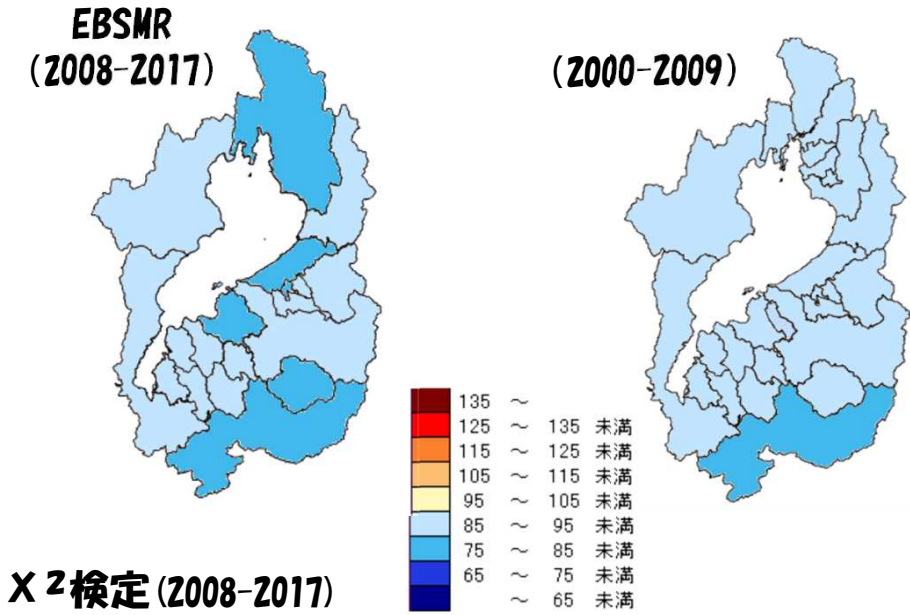 EBSMR
(2008-2017)
(2000-2009)
135 ～
125 ～ 135 未満
115 ～ 125 未満
105 ～ 115 未満
95 ～ 105 未満
85 ～ 95 未満
75 ～ 85 未満
65 ～ 75 未満
～ 65 未満
X2検定(2008-2017)